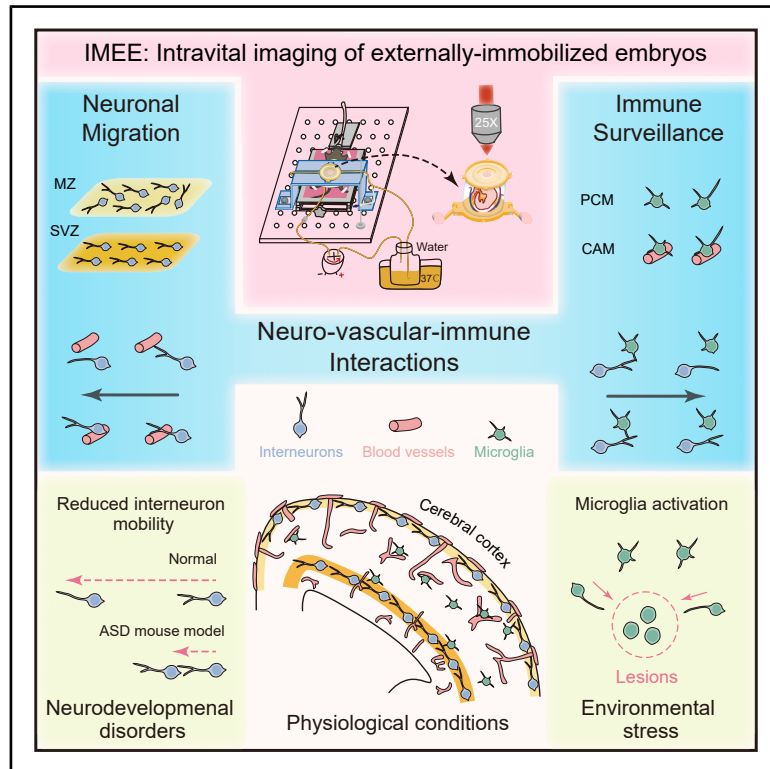 IMEE: Intravital imaging of externally-immobilized embryos
Neuronal
Migration
MZ
SVZ
25X
Water
37℃
Immune
Surveillance
PCM
CAM
Neuro-vascular-immune
Interactions
Interneurons
Blood vessels
Microglia
Reduced interneuron
mobility
Normal
ASD mouse model
Neurodevelopmenal
disorders
Cerebral cortex
Physiological conditions
Microglia activation
Lesions
Environmental
stress